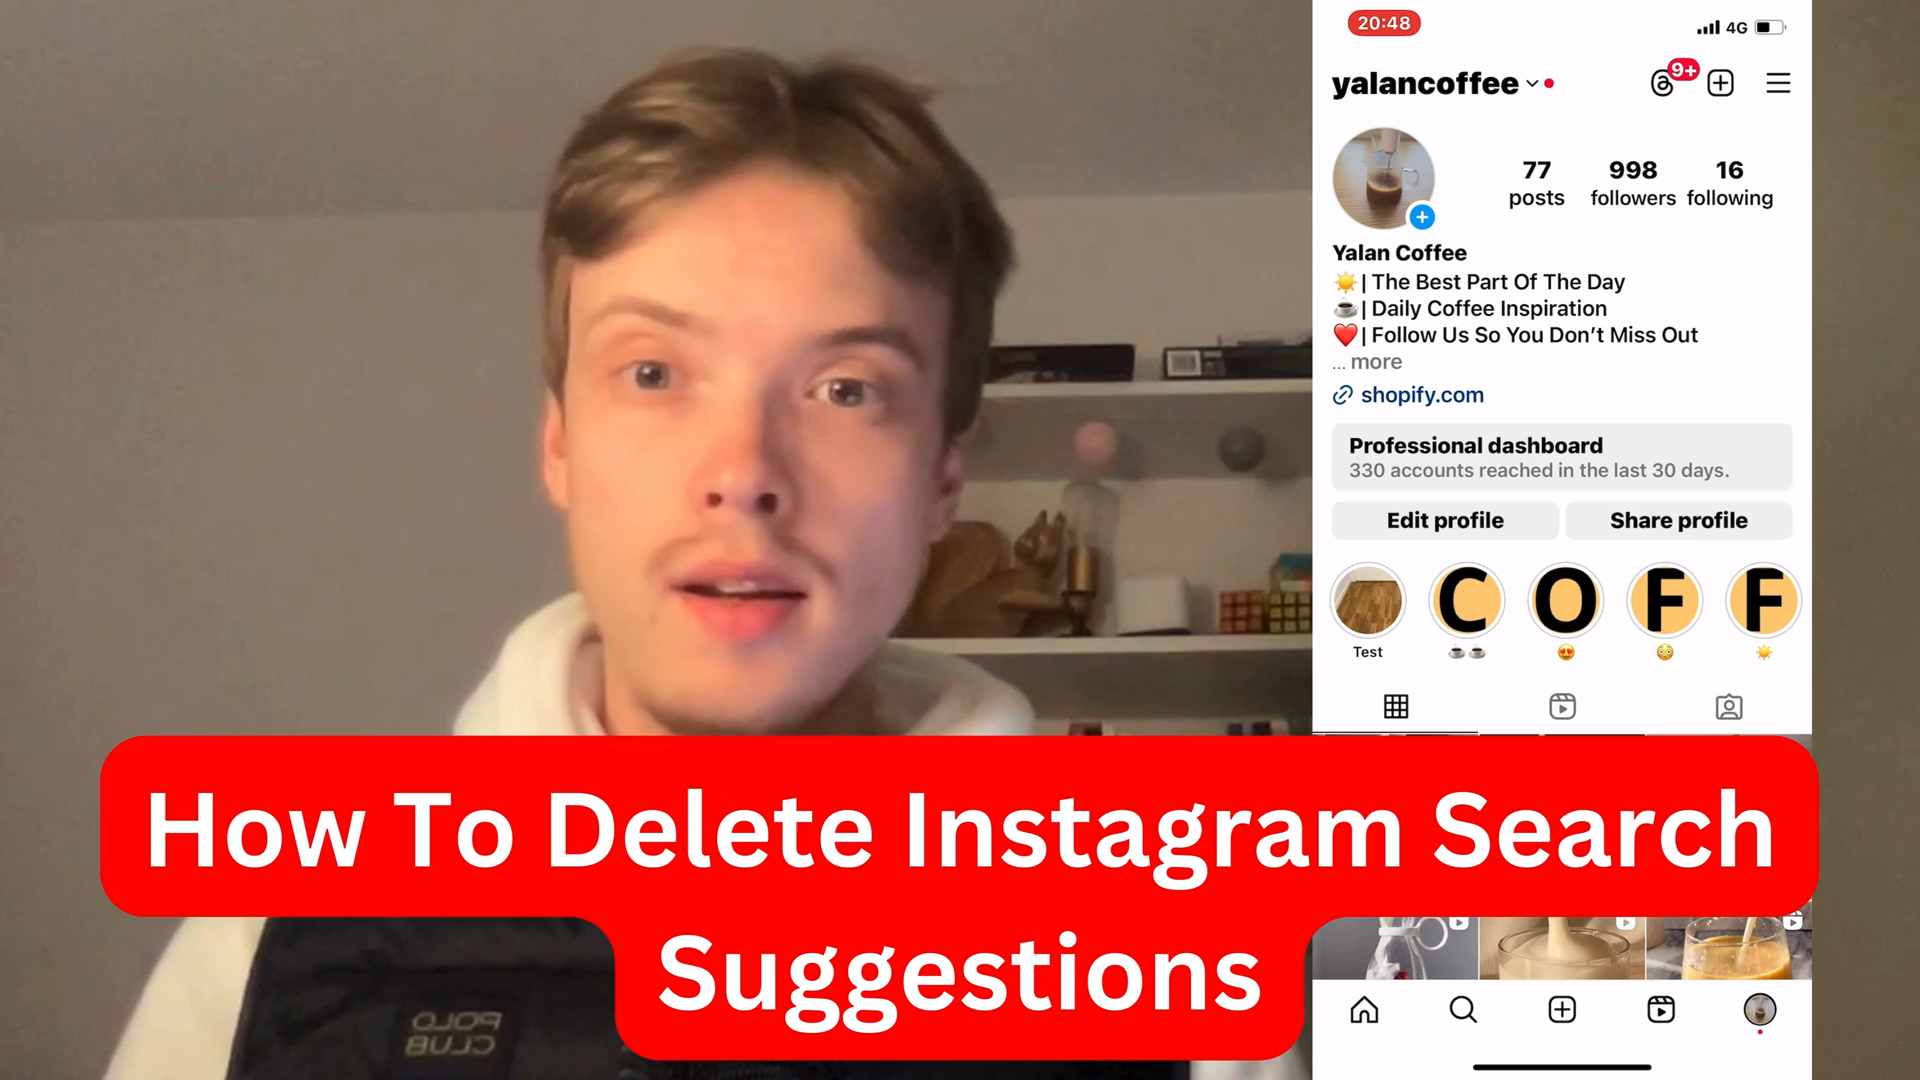 20:48
4G
yalancoffee
9+
77
posts
998
followers
16
following
Yalan Coffee
☀️| The Best Part Of The Day
☕| Daily Coffee Inspiration
❤️| Follow Us So You Don’t Miss Out
... more
shopify.com
Professional dashboard
330 accounts reached in the last 30 days.
Edit profile
Share profile
C
O
F
F
Test
How To Delete Instagram Search
Suggestions
POLO
CLUB